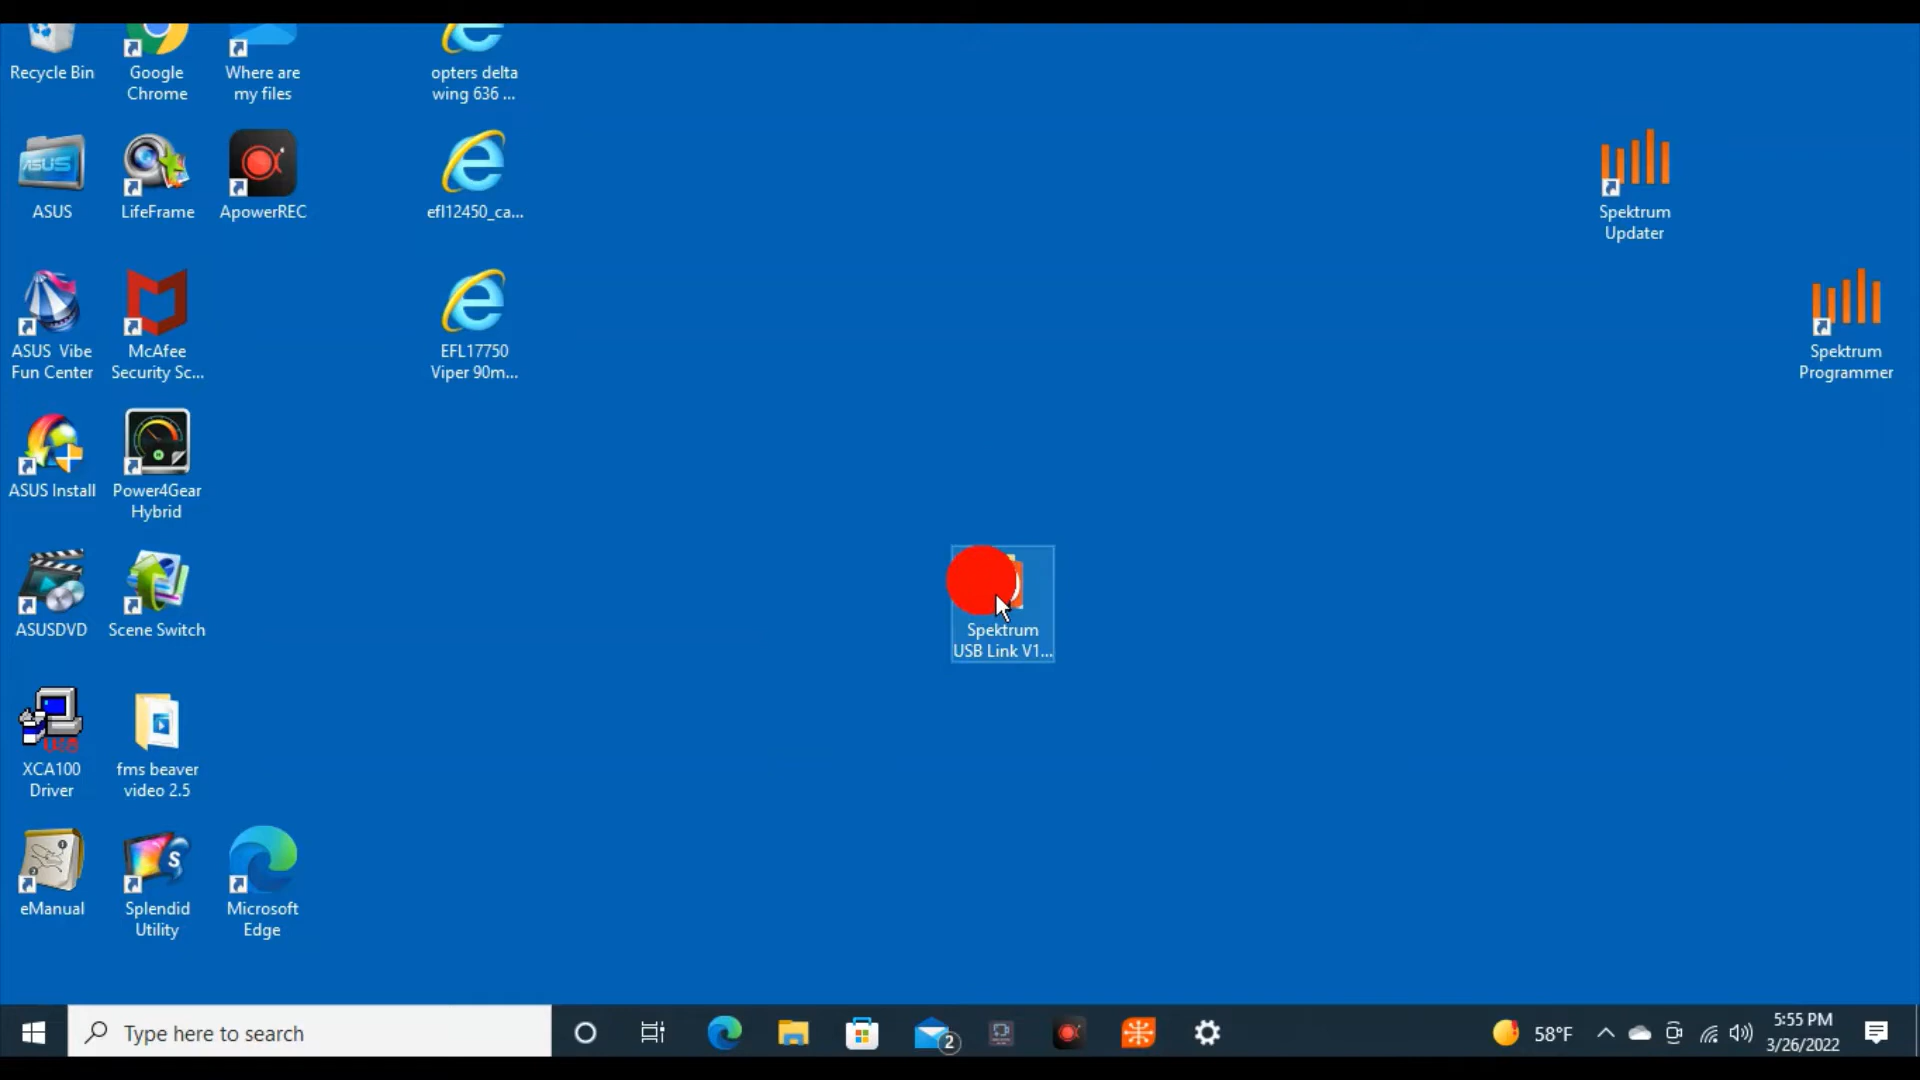 Recycle Bin
Google
Chrome
Where are
my files
opters delta
wing 636 ...
ASUS
ASUS
LifeFrame
ApowerREC
efl12450_ca...
Spektrum
Updater
ASUS Vibe
Fun Center
McAfee
Security Sc...
EFL17750
Viper 90m...
Spektrum
Programmer
ASUS Install
Power4Gear
Hybrid
ASUSDVD
Scene Switch
Spektrum
USB Link V1...
USB
XCA100
Driver
fms beaver
video 2.5
S
eManual
Splendid
Utility
Microsoft
Edge
Type here to search
2
58°F
5:55 PM
3/26/2022